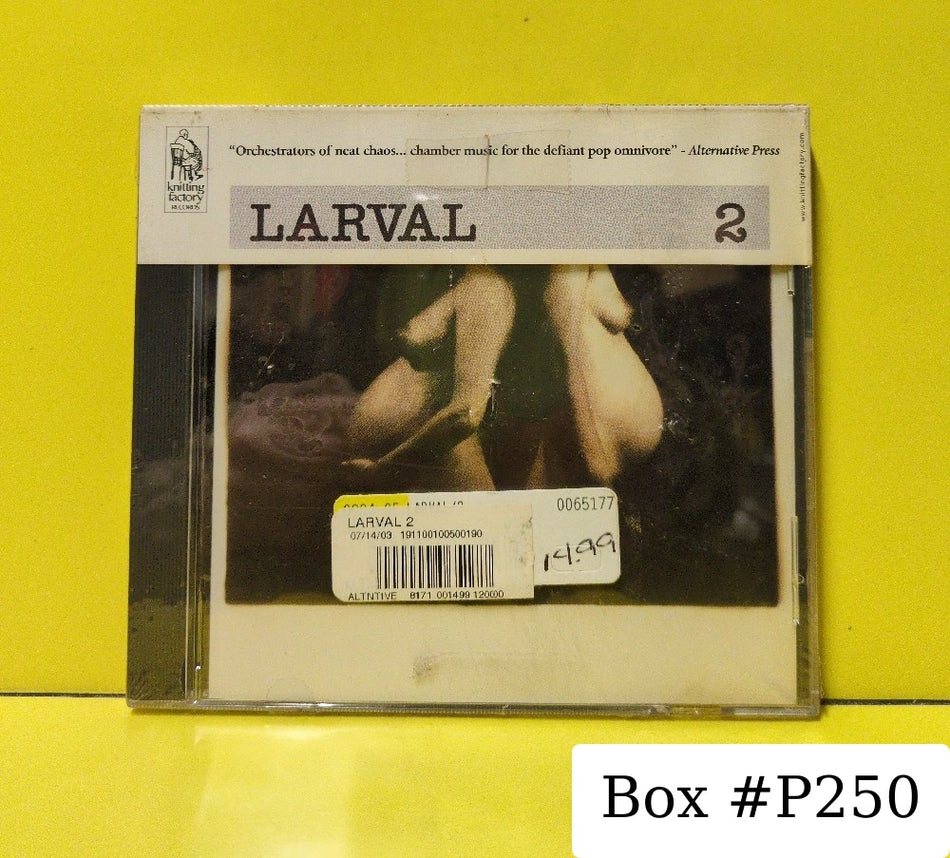 "Orchestrators of neat chaos... chamber music for the defiant pop omnivore" - Alternative Press
knitting
factory
RECORDS
www.knittingfactory.com
LARVAL 2
0065177
LARVAL 2
07/14/03 191100100500190
14.99
ALTNTIVE 8171 001499 120000
Box #P250